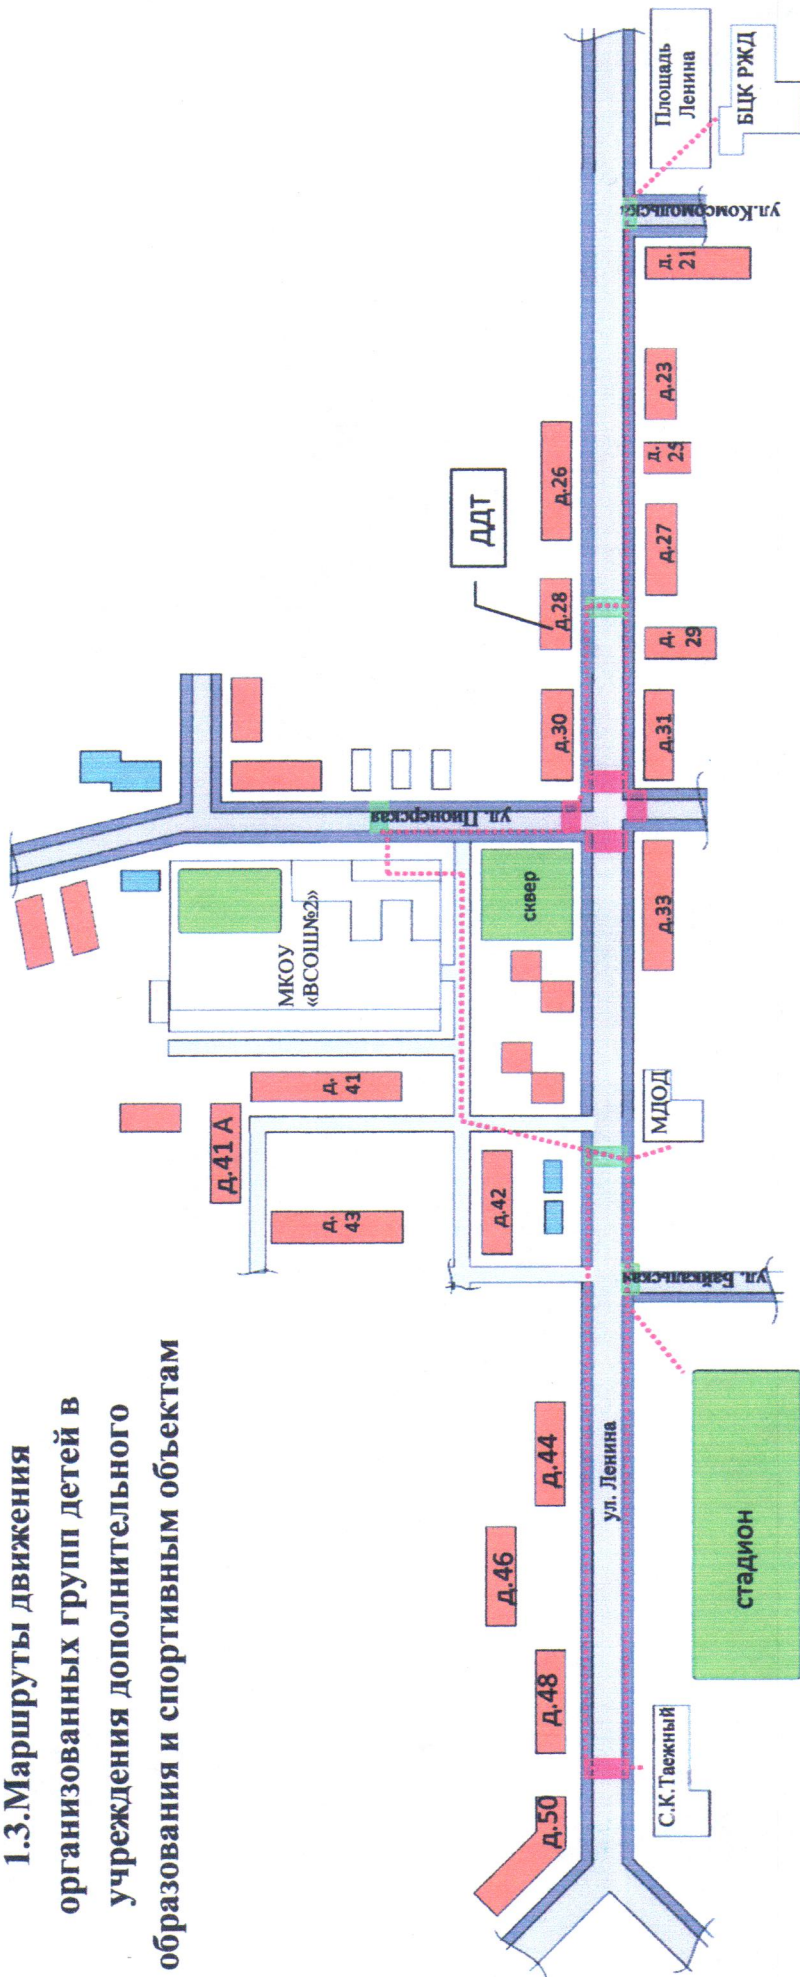 1.3.Маршруты движения
организованных групп детей в
учреждения дополнительного
образования и спортивным объектам
д.50
д.48
д.46
д.44
д.43
д.41 А
д.41
д.42
МКОУ
«ВСОШ№2»
сквер
ул. Пионерская
д.30
д.28
д.26
ДДТ
ул. Ленина
С.К.Таежный
стадион
ул. Байкальская
МДОД
д.33
д.31
д.29
д.27
д.25
д.23
д.21
ул.Комсомольска
Площадь
Ленина
БЦК РЖД